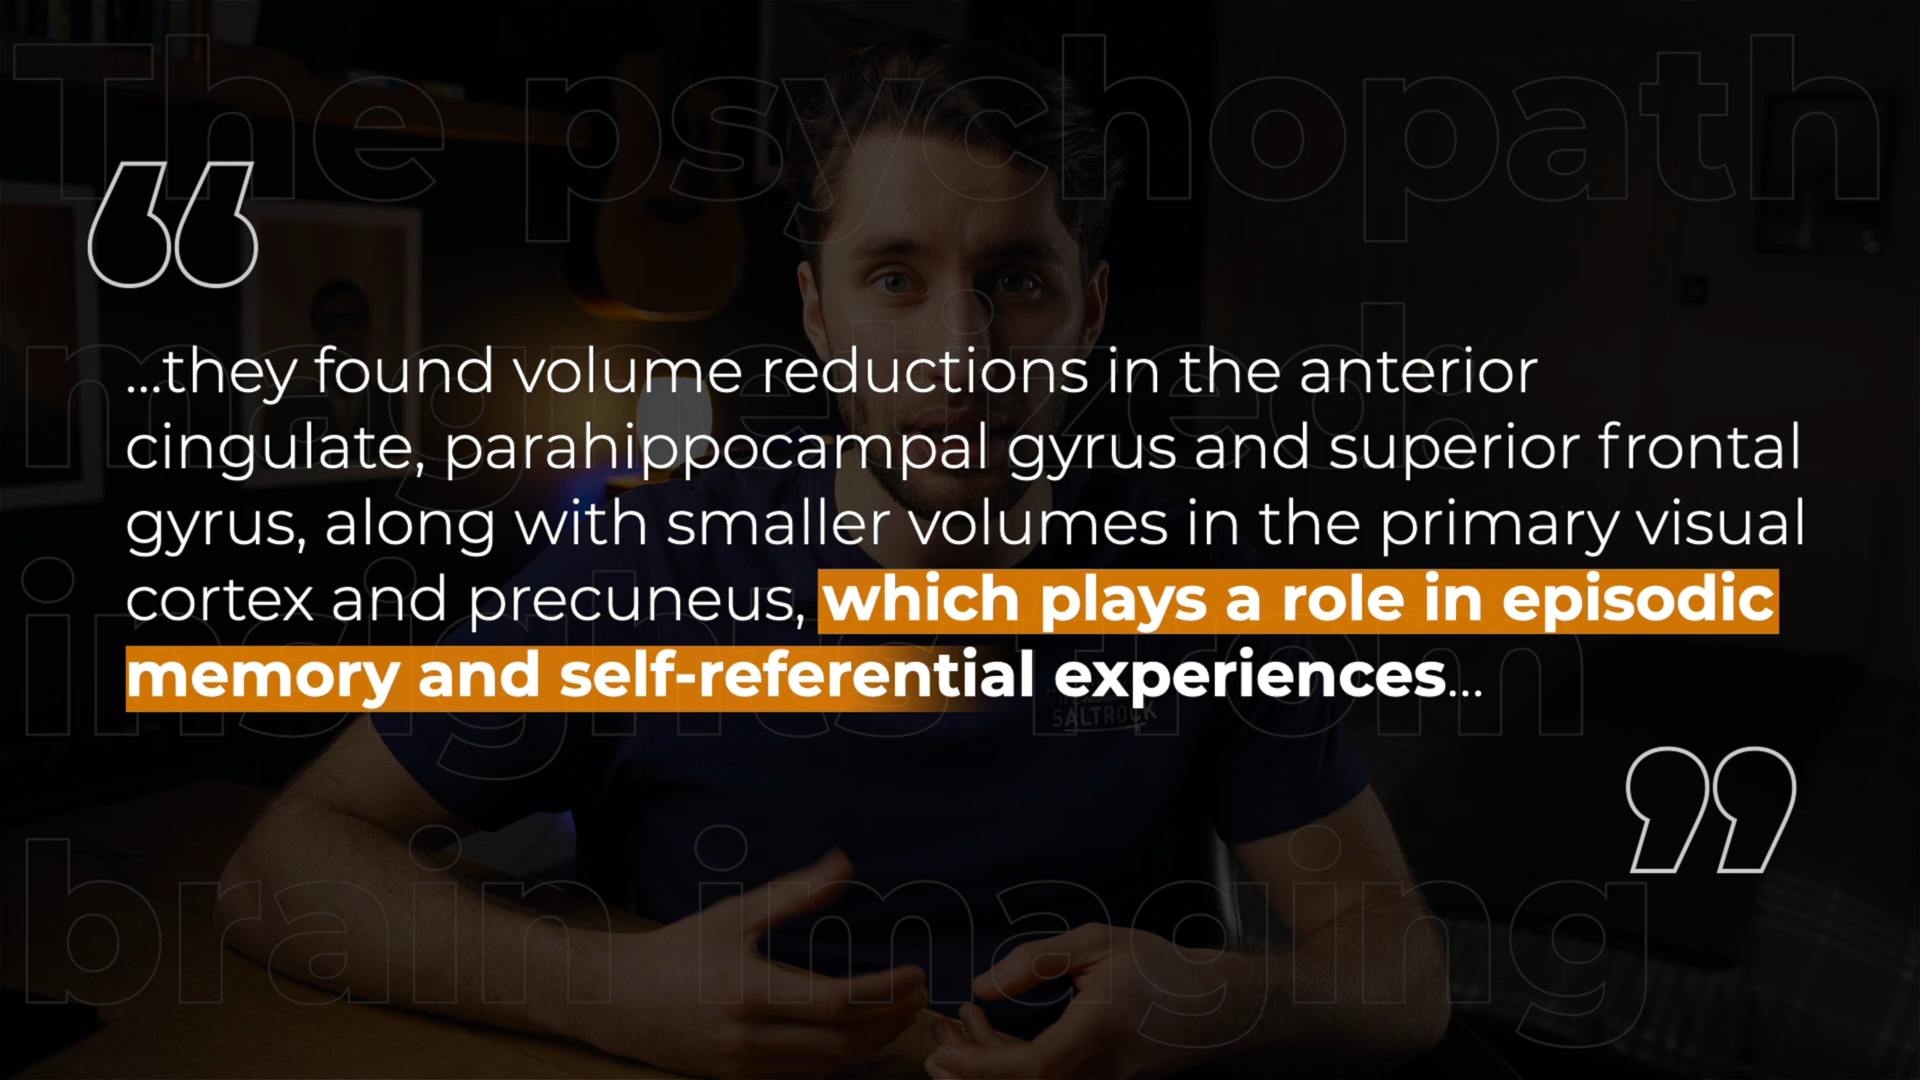 The psychopath
magnetized:
insights from
brain imaging
“
...they found volume reductions in the anterior
cingulate, parahippocampal gyrus and superior frontal
gyrus, along with smaller volumes in the primary visual
cortex and precuneus, which plays a role in episodic
memory and self-referential experiences...
”
SALTROCK